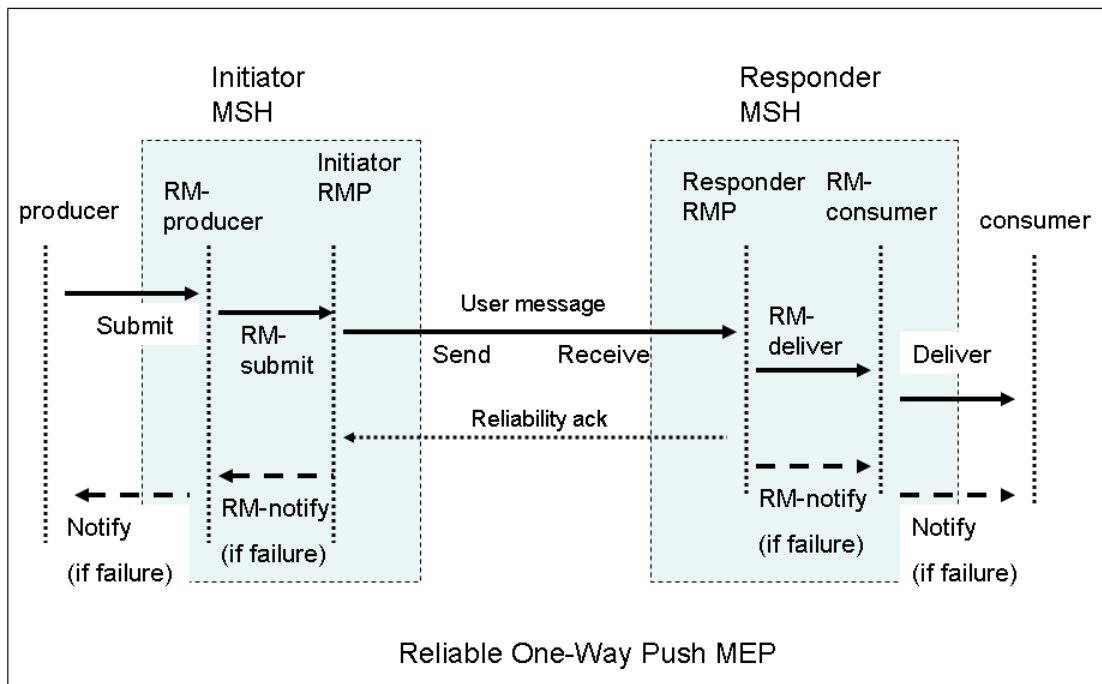 Initiator
MSH
Responder
MSH
producer
RM-
producer
Initiator
RMP
Responder
RMP
RM-
consumer
consumer
Submit
RM-
submit
User message
Send
Receive
RM-
deliver
Deliver
Reliability ack
Notify
(if failure)
RM-notify
(if failure)
RM-notify
(if failure)
Notify
(if failure)
Reliable One-Way Push MEP